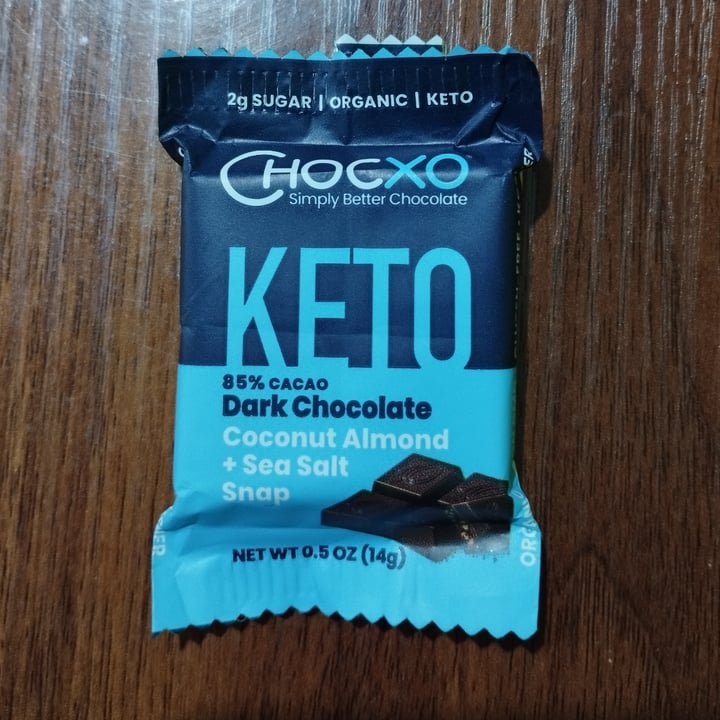 2g SUGAR | ORGANIC | KETO
CHOCXO™
Simply Better Chocolate
KETO
85% CACAO
Dark Chocolate
Coconut Almond
+ Sea Salt
Snap
NET WT 0.5 OZ (14g)